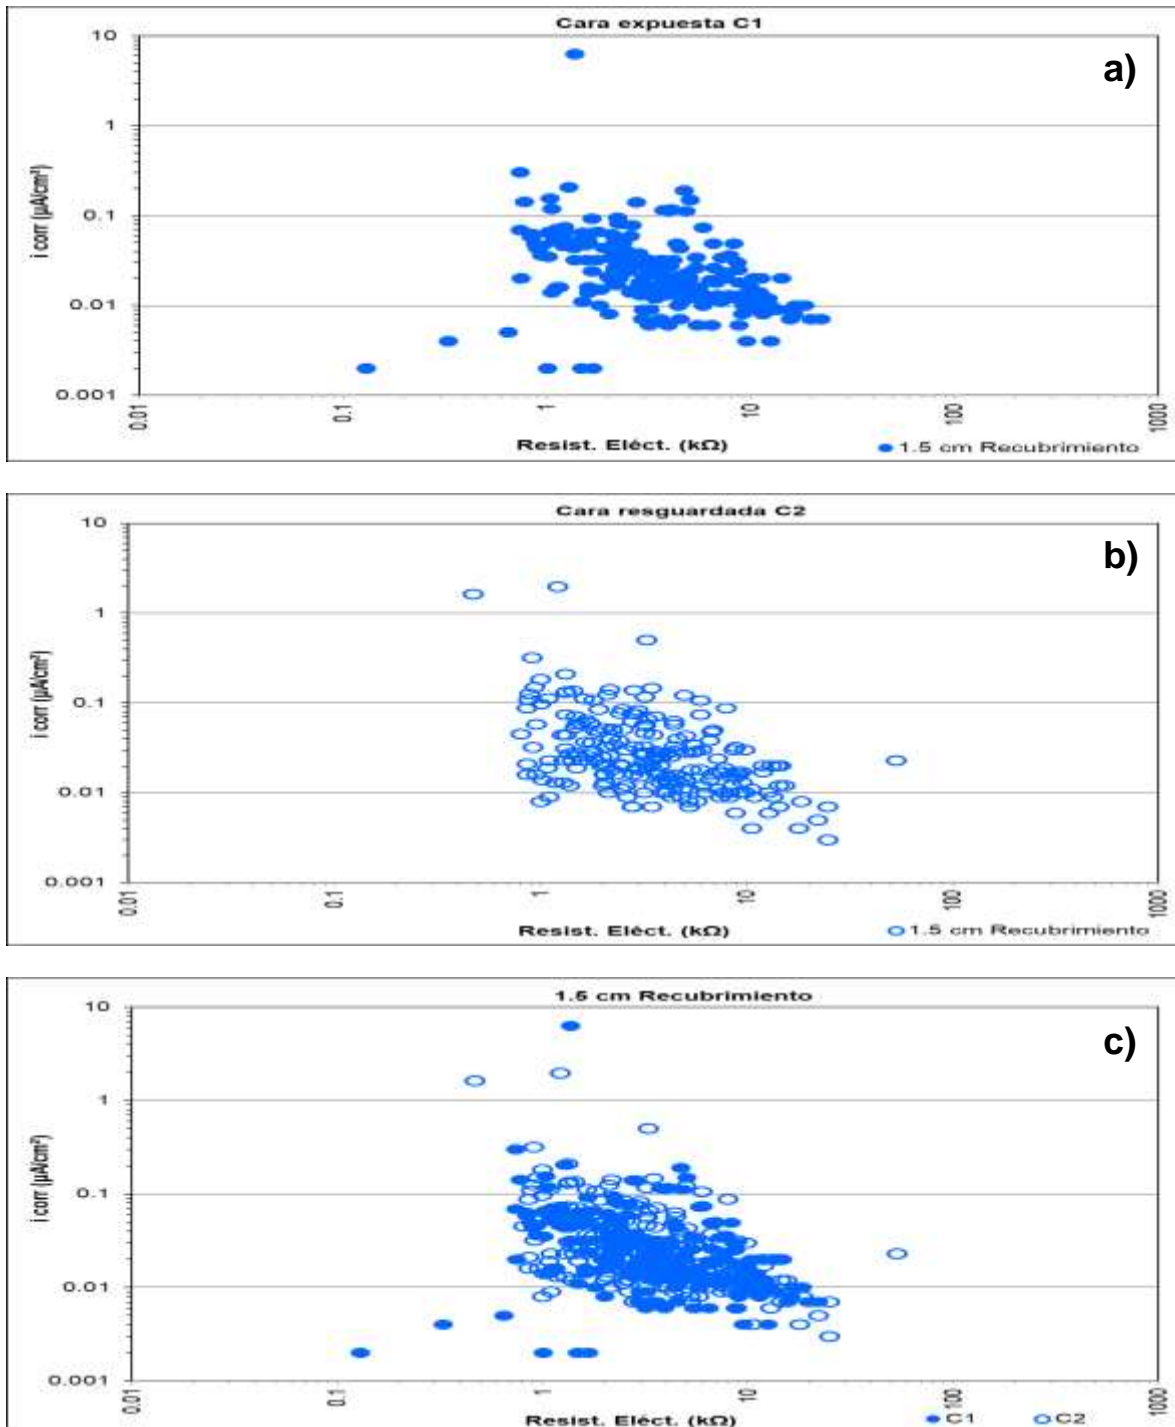 Cara expuesta C1
a)
10
1
0.1
0.01
0.001
i corr (µA/cm²)
0.01
0.1
1
10
100
1000
Resist. Eléct. (kΩ)
1.5 cm Recubrimiento
Cara resguardada C2
b)
10
1
0.1
0.01
0.001
i corr (µA/cm²)
0.01
0.1
1
10
100
1000
Resist. Eléct. (kΩ)
1.5 cm Recubrimiento
1.5 cm Recubrimiento
c)
10
1
0.1
0.01
0.001
i corr (µA/cm²)
0.01
0.1
1
10
100
1000
Resist. Eléct. (kΩ)
C1
C2